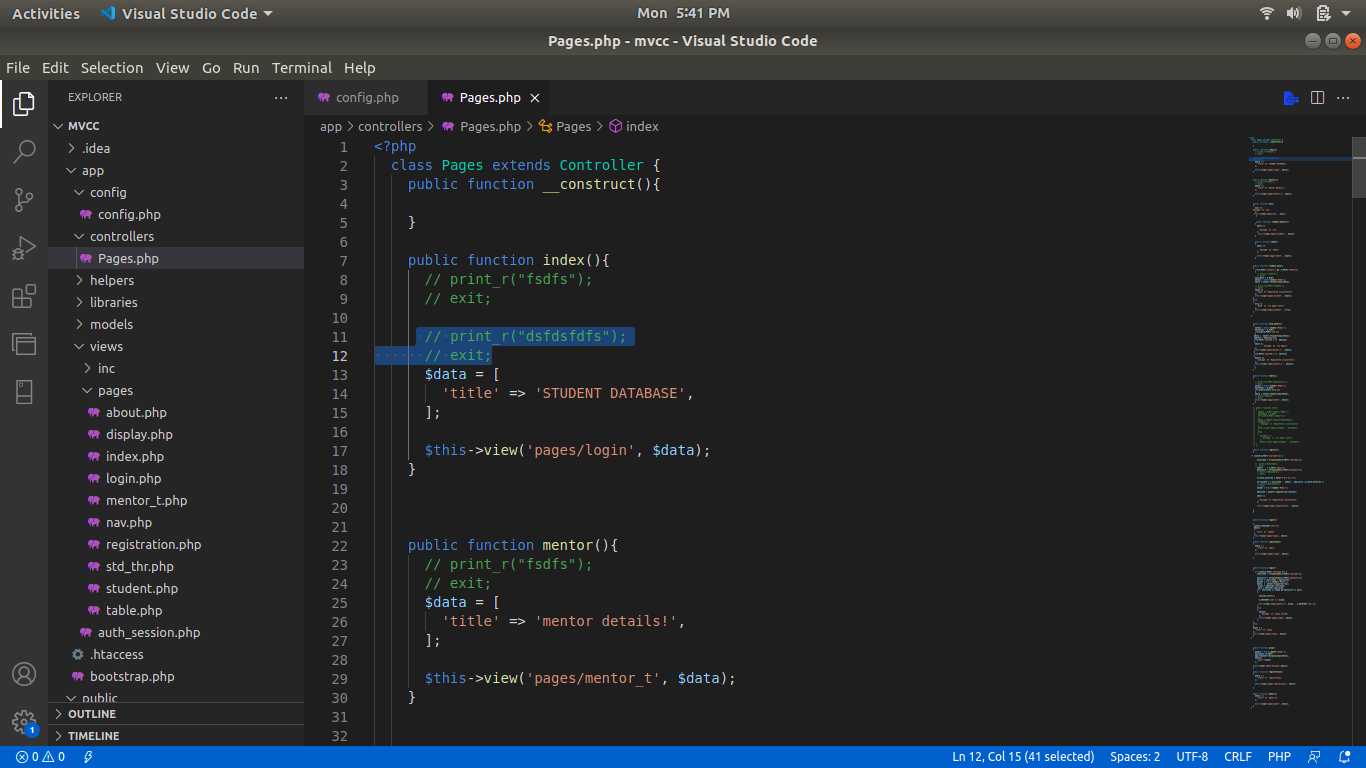 Activities Visual Studio Code Mon 5:41 PM
Pages.php - mvcc - Visual Studio Code
File Edit Selection View Go Run Terminal Help
EXPLORER ··· config.php Pages.php ···
app > controllers > Pages.php > Pages > index
MVCC
.idea
app
config
config.php
controllers
Pages.php
helpers
libraries
models
views
inc
pages
about.php
display.php
index.php
login.php
mentor_t.php
nav.php
registration.php
std_thr.php
student.php
table.php
auth_session.php
.htaccess
bootstrap.php
public
OUTLINE
TIMELINE
1 <?php
2 class Pages extends Controller {
3 public function __construct(){
4
5 }
6
7 public function index(){
8 // print_r("fsdfs");
9 // exit;
10
11 // print_r("dsfdsfdfs");
12 // exit;
13 $data = [
14 'title' => 'STUDENT DATABASE',
15 ];
16
17 $this->view('pages/login', $data);
18 }
19
20
21
22 public function mentor(){
23 // print_r("fsdfs");
24 // exit;
25 $data = [
26 'title' => 'mentor details!',
27 ];
28
29 $this->view('pages/mentor_t', $data);
30 }
31
32
1
0 0 Ln 12, Col 15 (41 selected) Spaces: 2 UTF-8 CRLF PHP